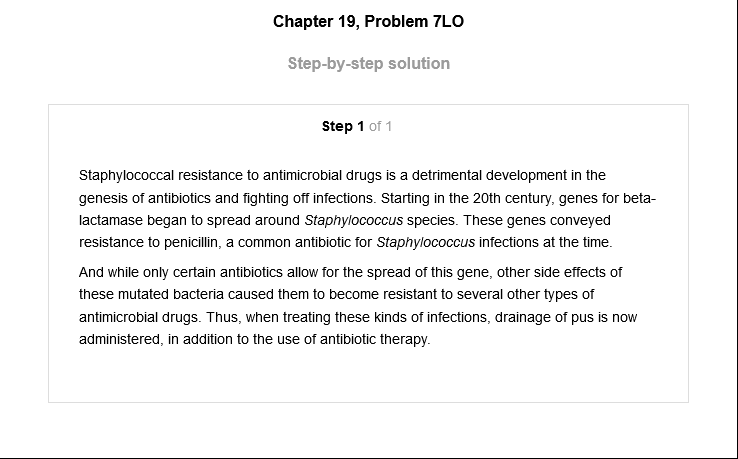 Chapter 19, Problem 7LO
Step-by-step solution
Step 1 of 1
Staphylococcal resistance to antimicrobial drugs is a detrimental development in the
genesis of antibiotics and fighting off infections. Starting in the 20th century, genes for beta-
lactamase began to spread around Staphylococcus species. These genes conveyed
resistance to penicillin, a common antibiotic for Staphylococcus infections at the time.
And while only certain antibiotics allow for the spread of this gene, other side effects of
these mutated bacteria caused them to become resistant to several other types of
antimicrobial drugs. Thus, when treating these kinds of infections, drainage of pus is now
administered, in addition to the use of antibiotic therapy.